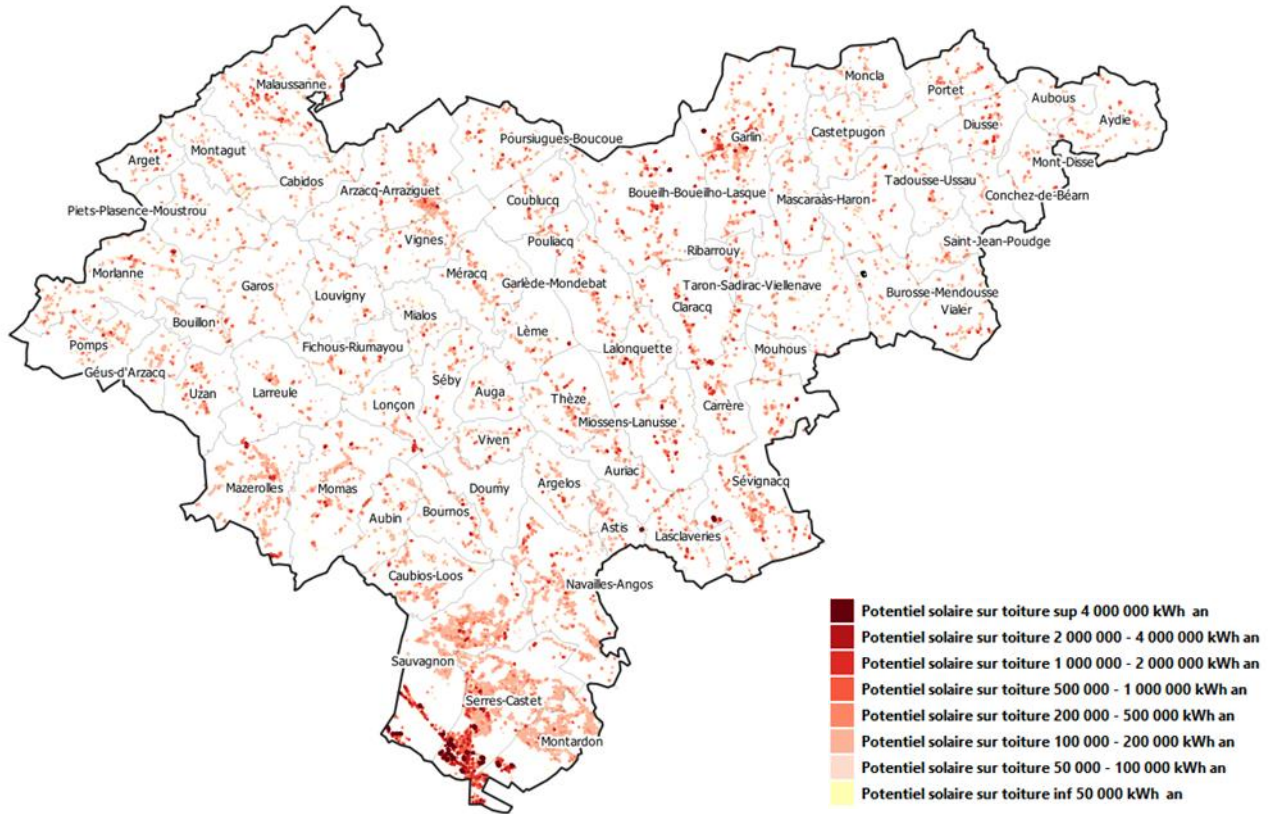 Malaussanne
Moncla
Portet
Aubous
Aydie
Garlin
Castetpugon
Diusse
Poursiugues-Boucoue
Montagut
Arget
Mont-Disse
Cabidos
Tadousse-Ussau
Arzacq-Arraziguet
Boueilh-Boueilho-Lasque
Conchez-de-Béarn
Coublucq
Mascaraàs-Haron
Piets-Plasence-Moustrou
Vignes
Pouliacq
Saint-Jean-Poudge
Ribarrouy
Morlanne
Méracq
Garlède-Mondebat
Taron-Sadirac-Viellenave
Garos
Louvigny
Burosse-Mendousse
Claracq
Vialer
Mialos
Bouillon
Lème
Pomps
Fichous-Riumayou
Lalonquette
Mouhous
Géus-d'Arzacq
Séby
Uzan
Larreule
Auga
Thèze
Lonçon
Carrère
Miossens-Lanusse
Viven
Auriac
Sévignacq
Mazerolles
Momas
Doumy
Argelos
Aubin
Bournos
Astis
Lasclaveries
Caubios-Loos
Navailles-Angos
Sauvagnon
Serres-Castet
Montardon
Potentiel solaire sur toiture sup 4 000 000 kWh an
Potentiel solaire sur toiture 2 000 000 - 4 000 000 kWh an
Potentiel solaire sur toiture 1 000 000 - 2 000 000 kWh an
Potentiel solaire sur toiture 500 000 - 1 000 000 kWh an
Potentiel solaire sur toiture 200 000 - 500 000 kWh an
Potentiel solaire sur toiture 100 000 - 200 000 kWh an
Potentiel solaire sur toiture 50 000 - 100 000 kWh an
Potentiel solaire sur toiture inf 50 000 kWh an